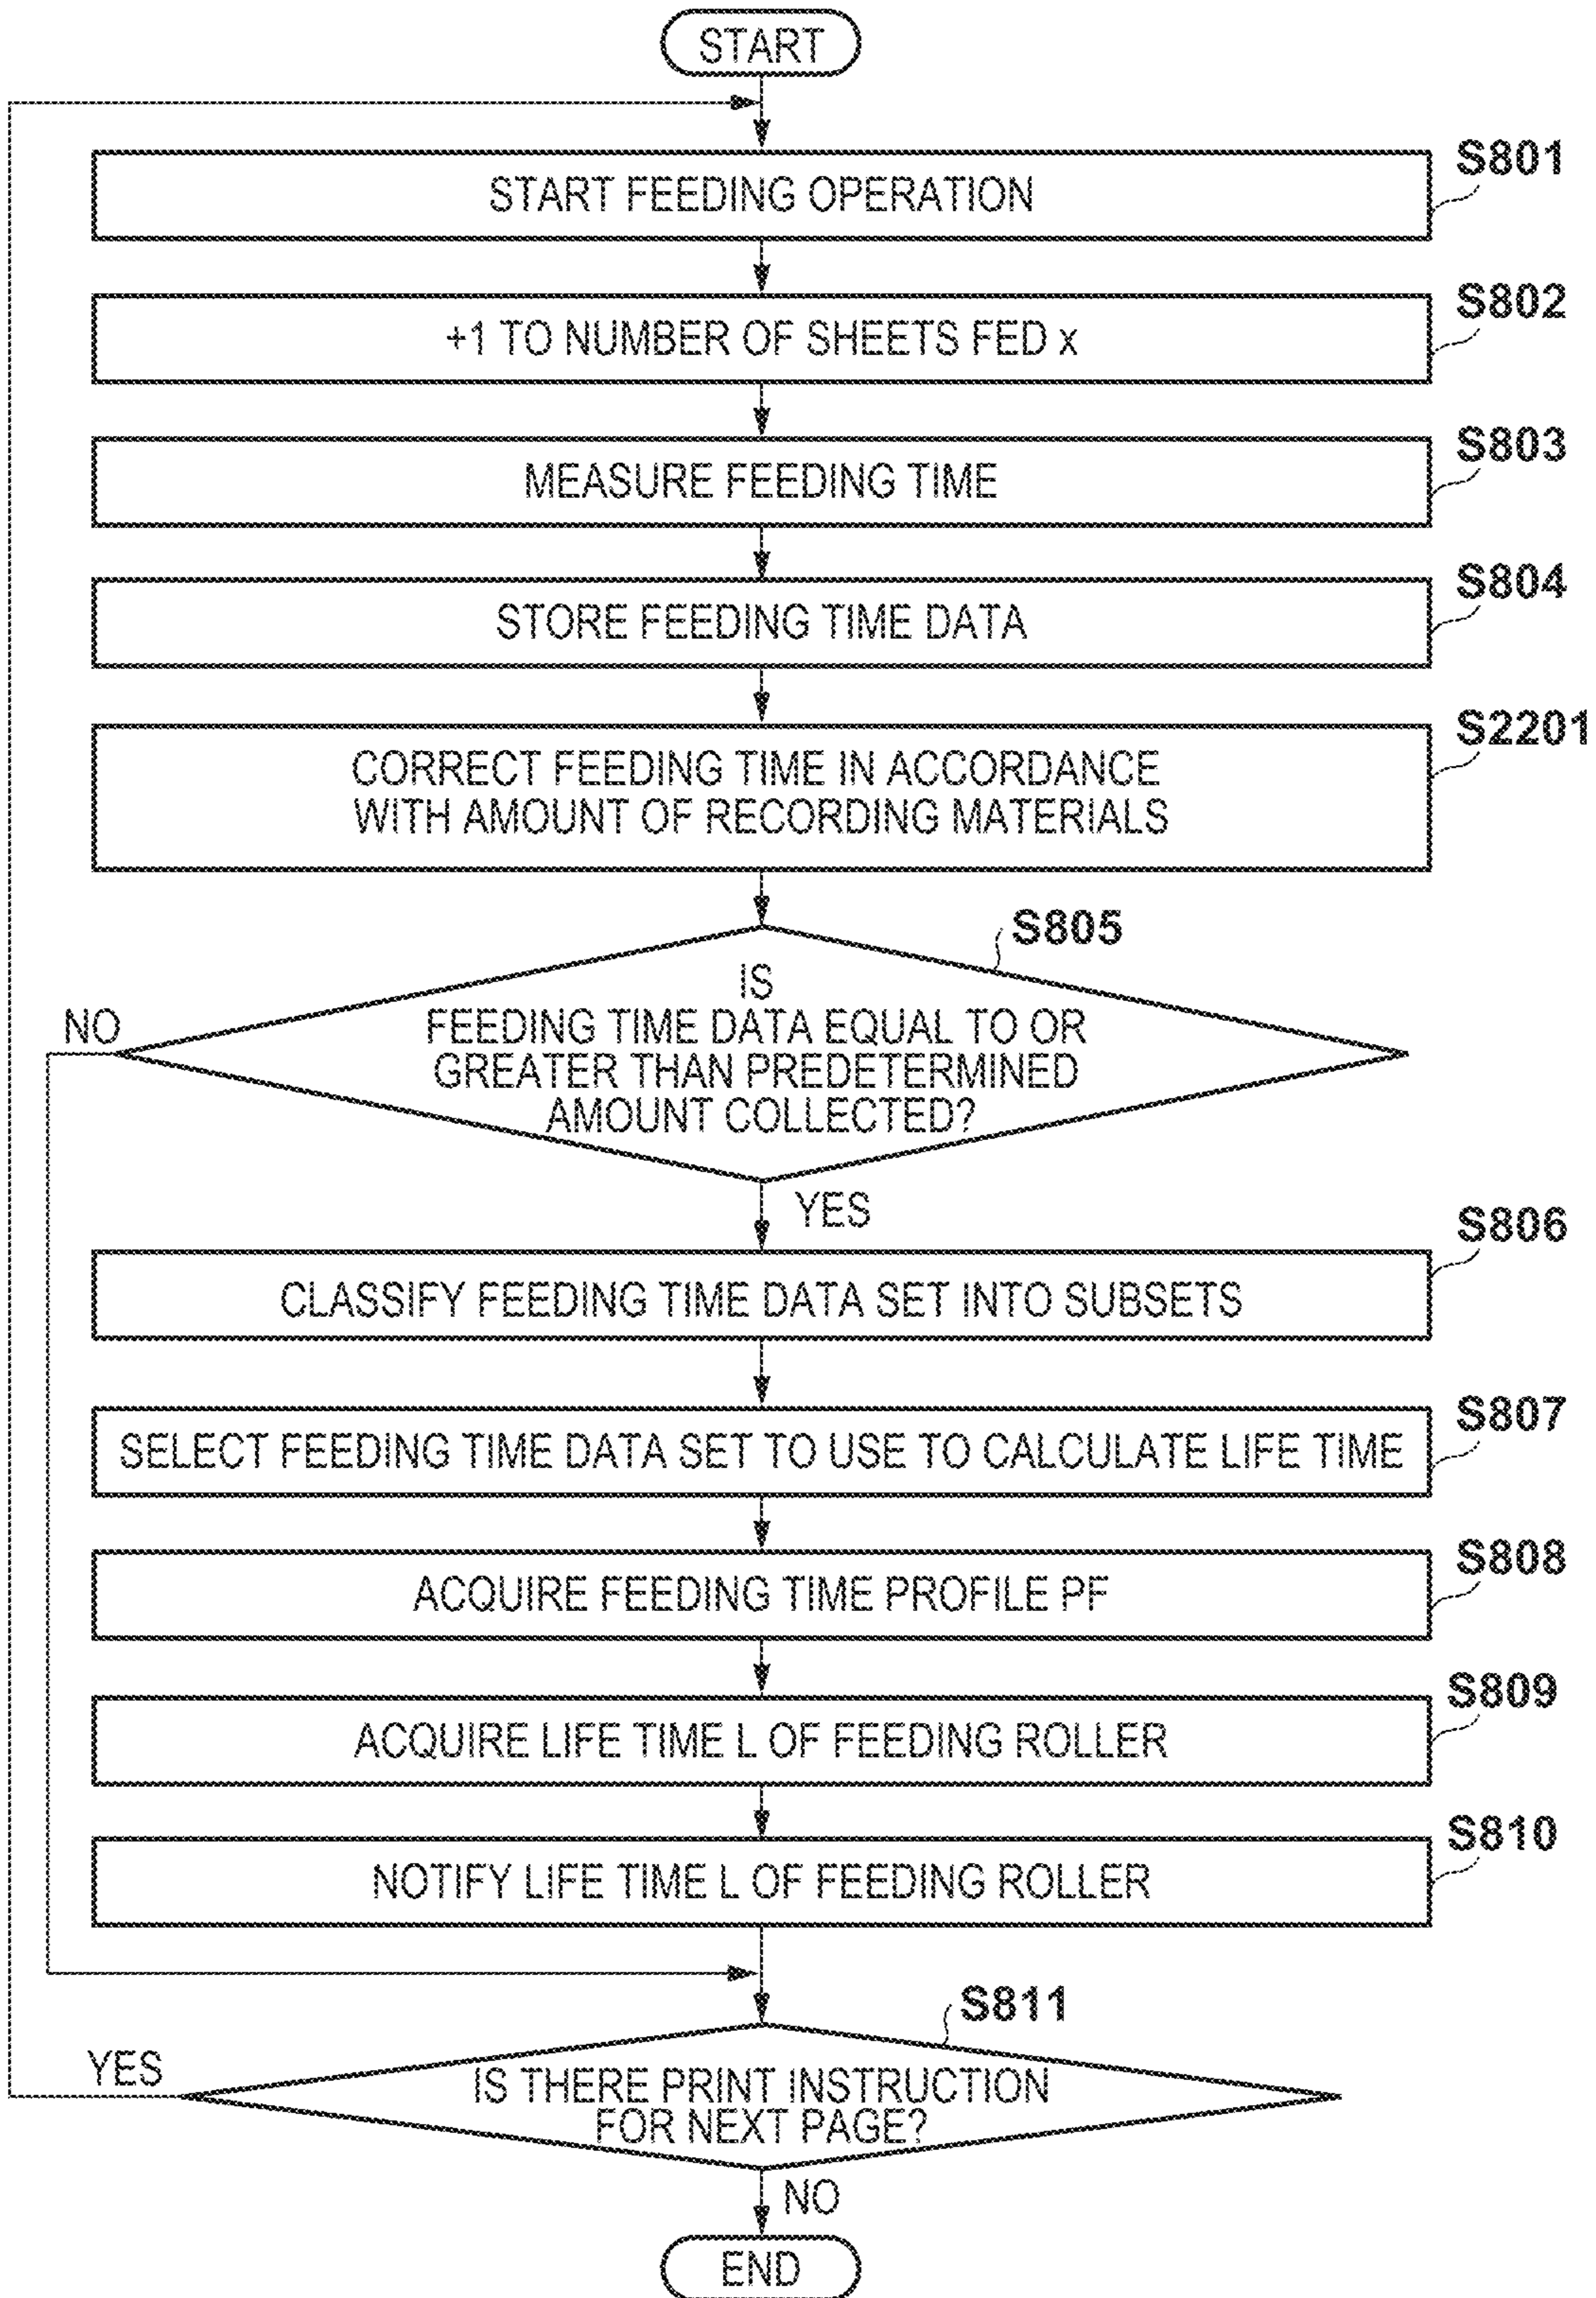 START
S801
START FEEDING OPERATION
S802
+1 TO NUMBER OF SHEETS FED x
S803
MEASURE FEEDING TIME
S804
STORE FEEDING TIME DATA
S2201
CORRECT FEEDING TIME IN ACCORDANCE
WITH AMOUNT OF RECORDING MATERIALS
S805
IS
FEEDING TIME DATA EQUAL TO OR
GREATER THAN PREDETERMINED
AMOUNT COLLECTED?
NO
YES
S806
CLASSIFY FEEDING TIME DATA SET INTO SUBSETS
S807
SELECT FEEDING TIME DATA SET TO USE TO CALCULATE LIFE TIME
S808
ACQUIRE FEEDING TIME PROFILE PF
S809
ACQUIRE LIFE TIME L OF FEEDING ROLLER
S810
NOTIFY LIFE TIME L OF FEEDING ROLLER
S811
YES
IS THERE PRINT INSTRUCTION
FOR NEXT PAGE?
NO
END